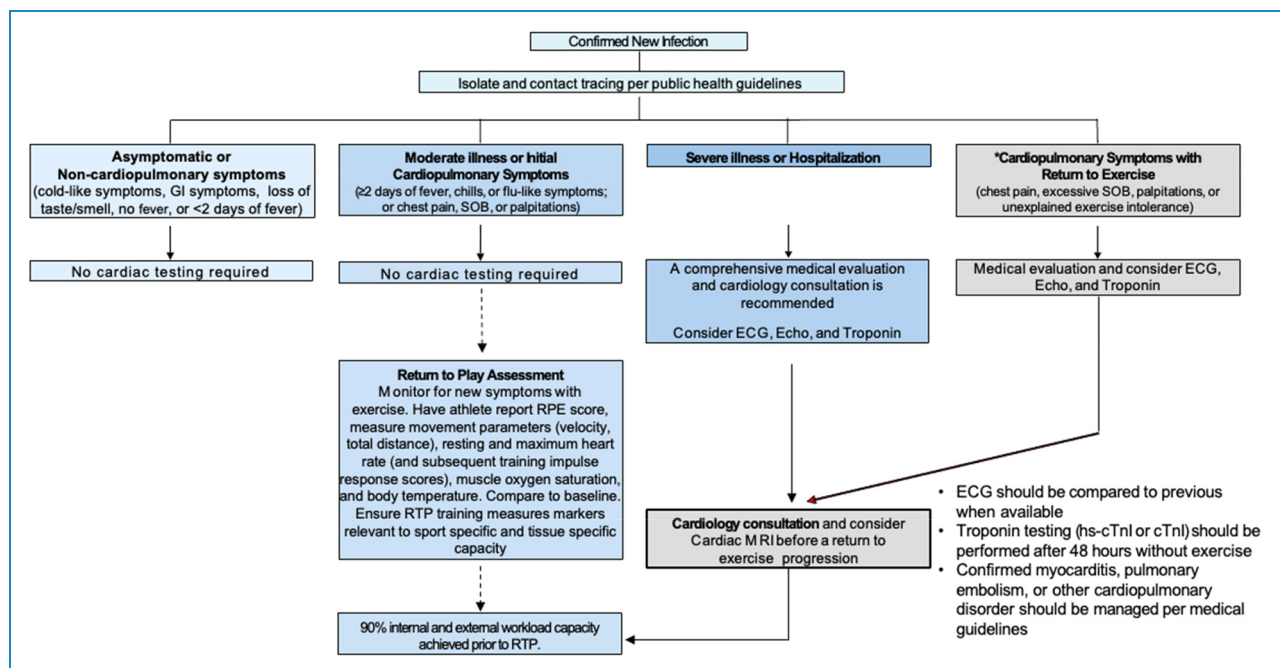 Confirmed New Infection
Isolate and contact tracing per public health guidelines
Asymptomatic or
Non-cardiopulmonary symptoms
(cold-like symptoms, GI symptoms, loss of
taste/smell, no fever, or <2 days of fever)
No cardiac testing required
Moderate illness or Initial
Cardiopulmonary Symptoms
(≥2 days of fever, chills, or flu-like symptoms;
or chest pain, SOB, or palpitations)
No cardiac testing required
Return to Play Assessment
Monitor for new symptoms with
exercise. Have athlete report RPE score,
measure movement parameters (velocity,
total distance), resting and maximum heart
rate (and subsequent training impulse
response scores), muscle oxygen saturation,
and body temperature. Compare to baseline.
Ensure RTP training measures markers
relevant to sport specific and tissue specific
capacity
90% internal and external workload capacity
achieved prior to RTP.
Severe illness or Hospitalization
A comprehensive medical evaluation
and cardiology consultation is
recommended
Consider ECG, Echo, and Troponin
*Cardiopulmonary Symptoms with
Return to Exercise
(chest pain, excessive SOB, palpitations, or
unexplained exercise intolerance)
Medical evaluation and consider ECG,
Echo, and Troponin
Cardiology consultation and consider
Cardiac MRI before a return to
exercise progression
• ECG should be compared to previous
when available
• Troponin testing (hs-cTnI or cTnI) should be
performed after 48 hours without exercise
• Confirmed myocarditis, pulmonary
embolism, or other cardiopulmonary
disorder should be managed per medical
guidelines